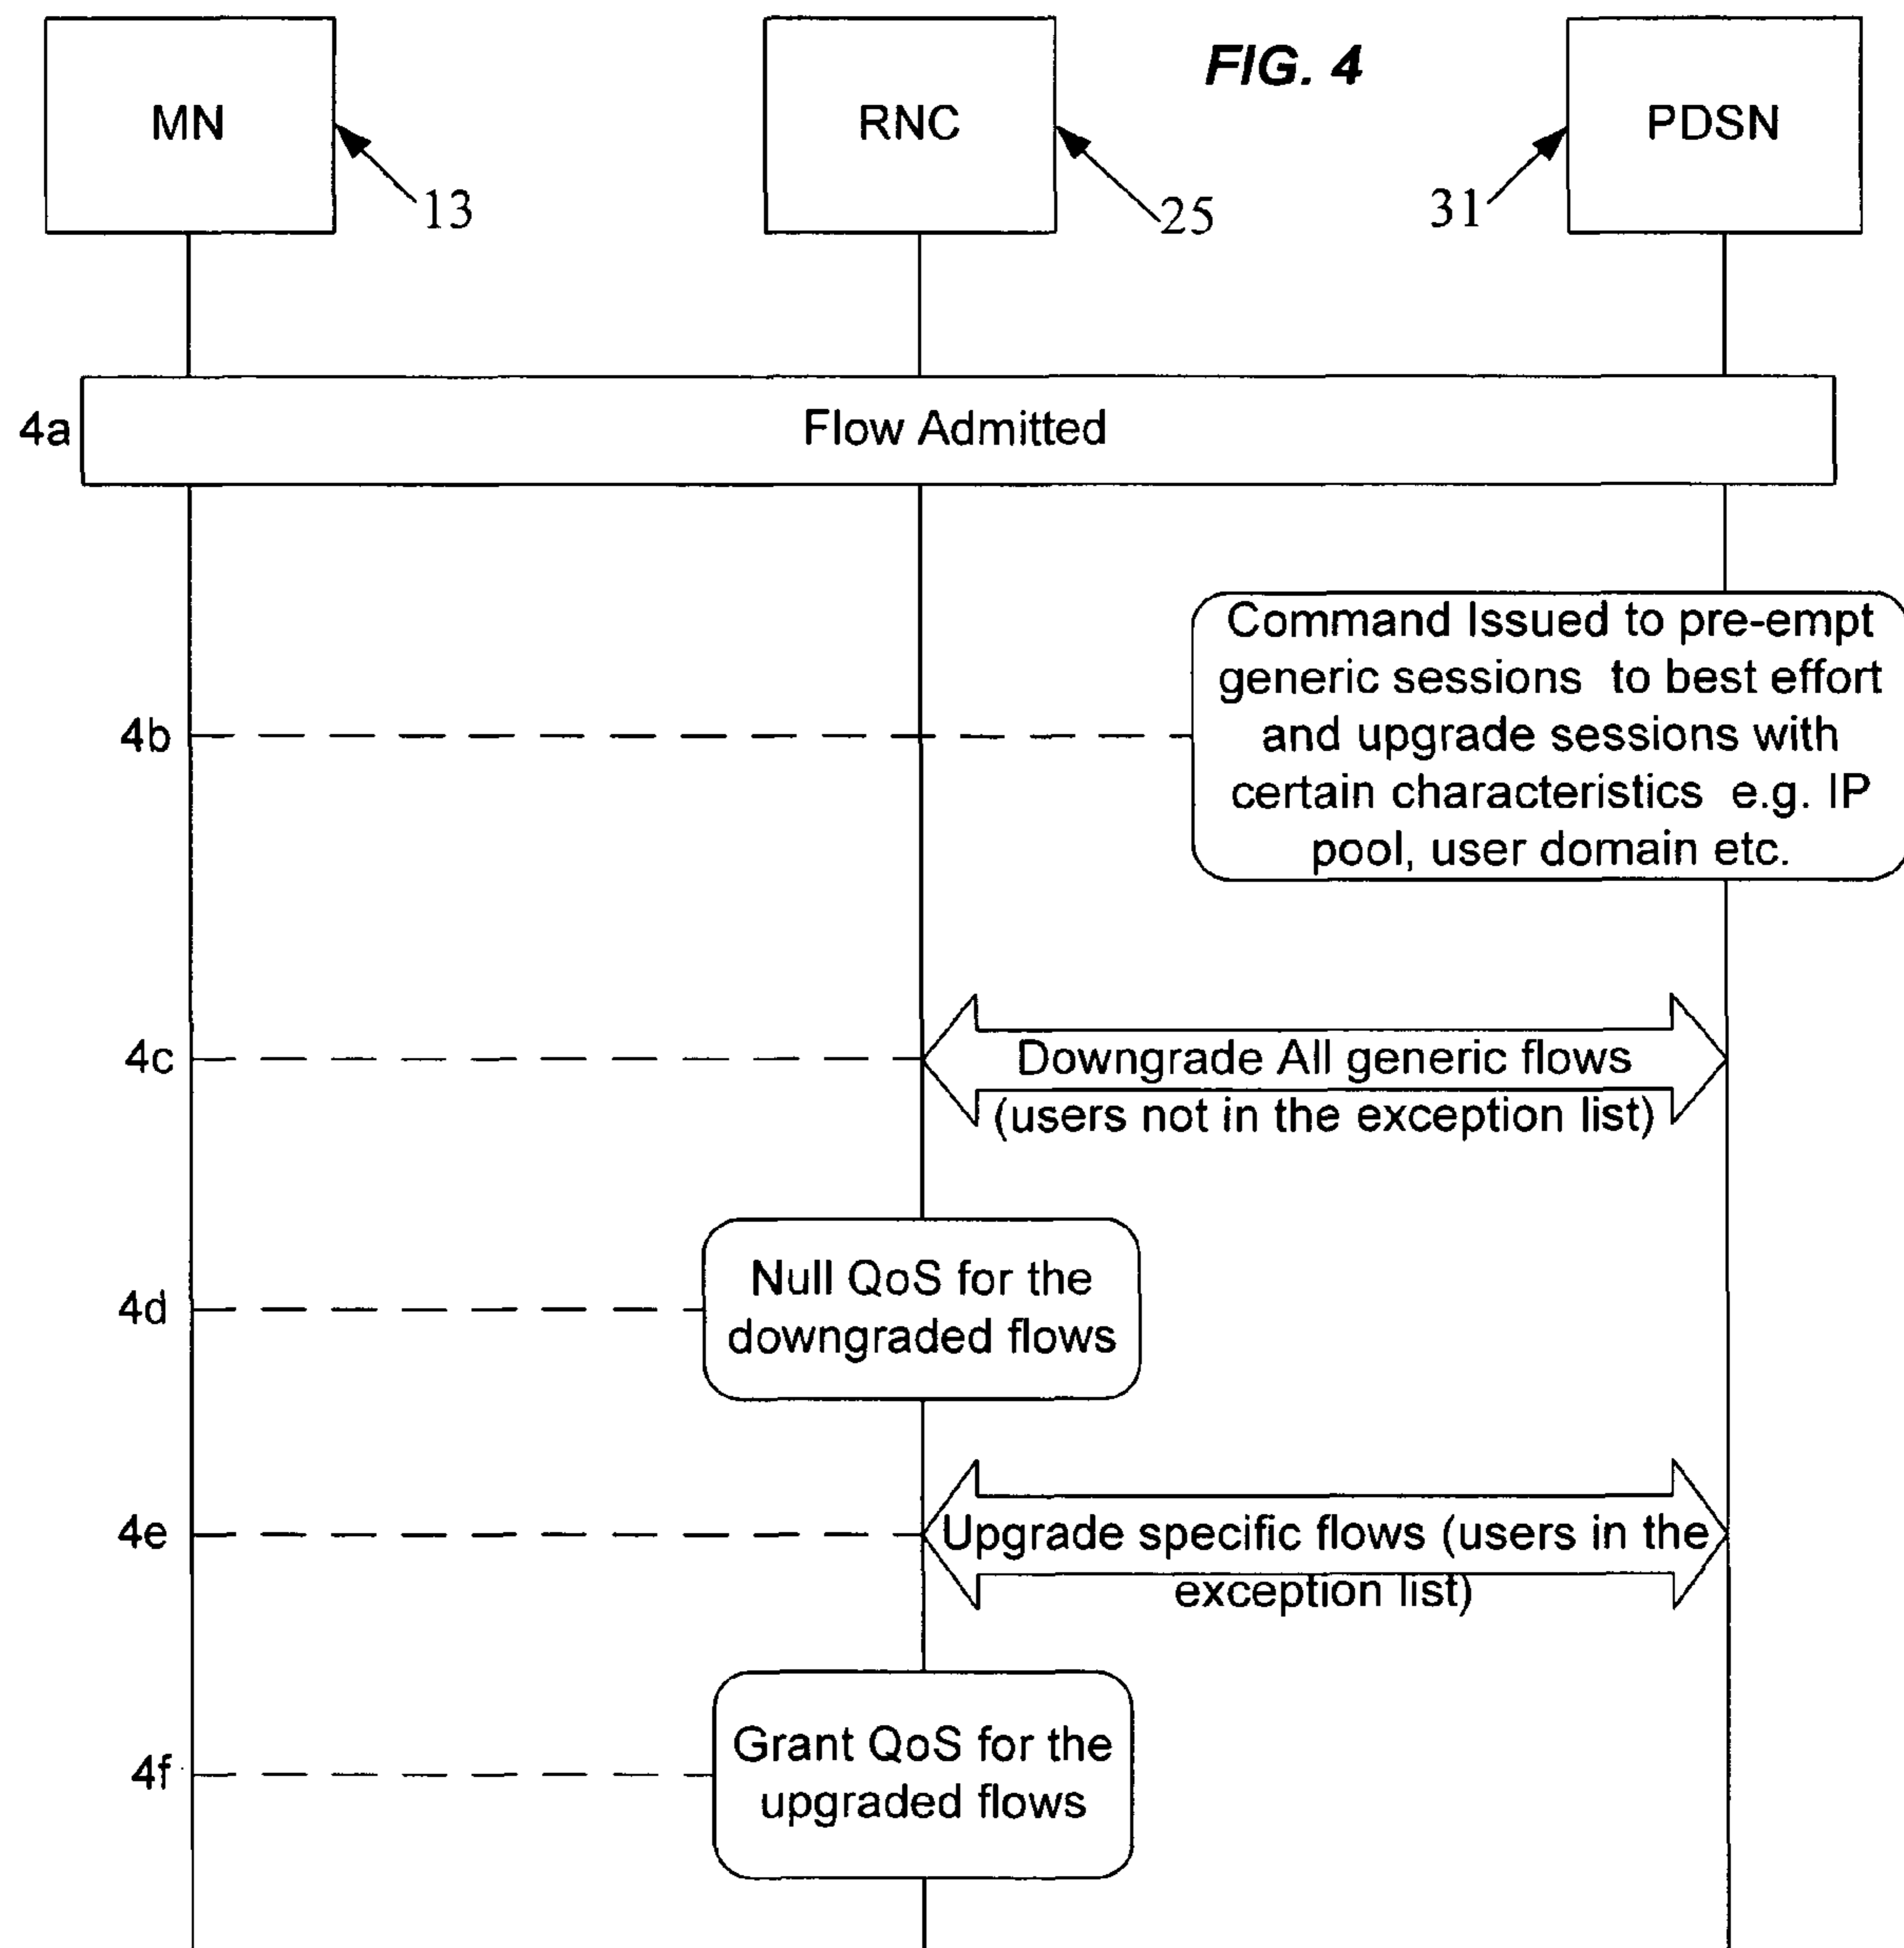 FIG. 4
MN
RNC
PDSN
13
25
31
4a
Flow Admitted
Command Issued to pre-empt
generic sessions to best effort
and upgrade sessions with
certain characteristics e.g. IP
pool, user domain etc.
4b
4c
Downgrade All generic flows
(users not in the exception list)
4d
Null QoS for the
downgraded flows
4e
Upgrade specific flows (users in the
exception list)
4f
Grant QoS for the
upgraded flows